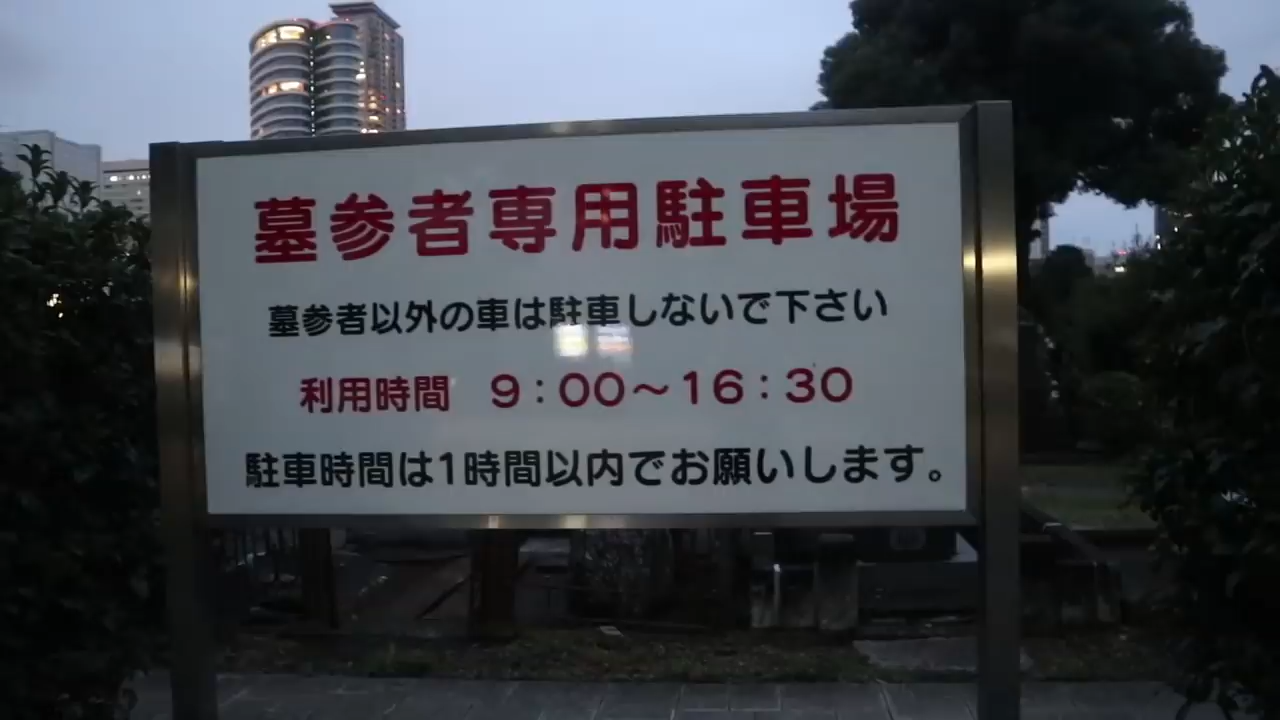 墓参者専用駐車場
墓参者以外の車は駐車しないで下さい
利用時間　9：00～16：30
駐車時間は1時間以内でお願いします。